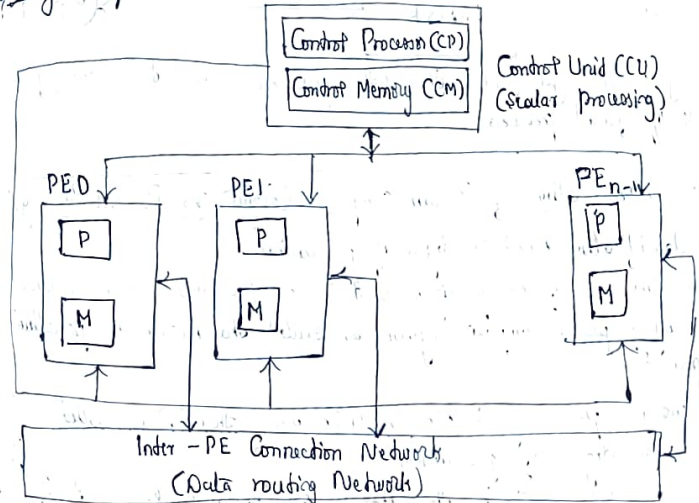 Control Processor (CP)
Control Memory (CM)
Control Unid (CU)
(Scalar processing)
PE0
PE1
PEn-1
P
P
P
M
M
M
Inter-PE Connection Network
(Data routing Network)